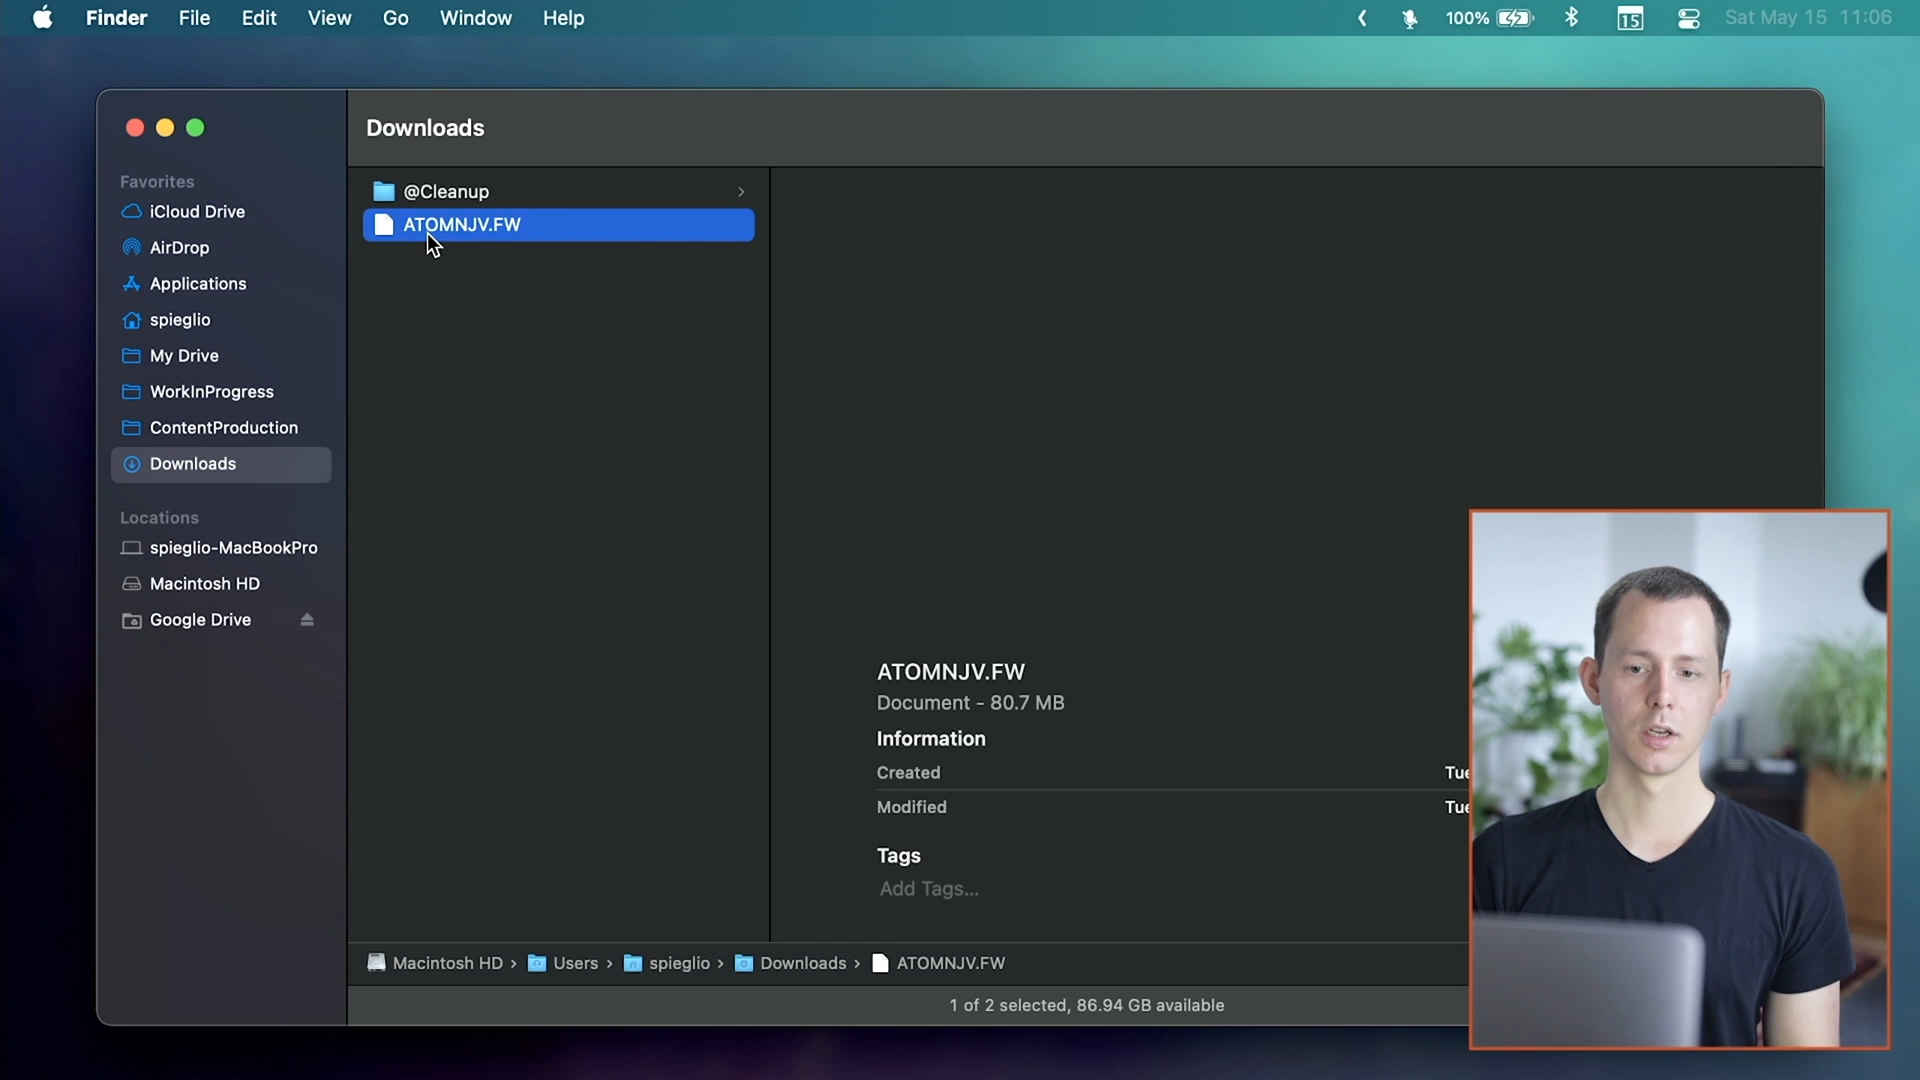 Finder File Edit View Go Window Help 100% 15 Sat May 15 11:06
Downloads
Favorites
iCloud Drive
AirDrop
Applications
spieglio
My Drive
WorkInProgress
ContentProduction
Downloads
Locations
spieglio-MacBookPro
Macintosh HD
Google Drive
@Cleanup
ATOMNJV.FW
ATOMNJV.FW
Document - 80.7 MB
Information
Created Tue
Modified Tue
Tags
Add Tags...
Macintosh HD › Users › spieglio › Downloads › ATOMNJV.FW
1 of 2 selected, 86.94 GB available